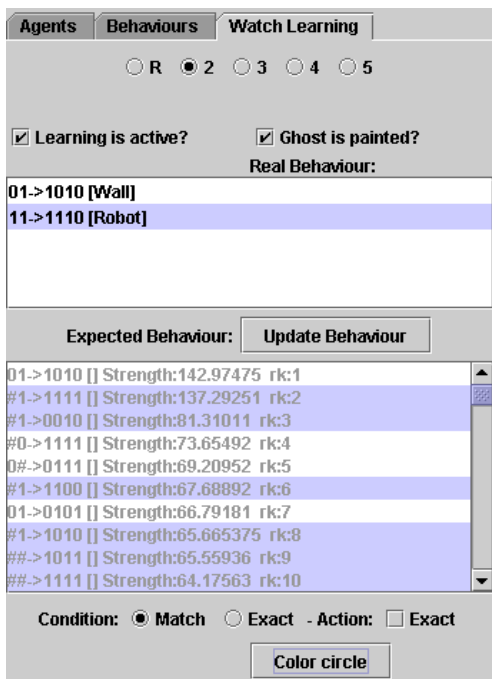 Agents Behaviours Watch Learning
R 2 3 4 5
Learning is active? Ghost is painted?
Real Behaviour:
01->1010 [Wall]
11->1110 [Robot]
Expected Behaviour: Update Behaviour
01->1010 [] Strength:142.97475 rk:1
#1->1111 [] Strength:137.29251 rk:2
#1->0010 [] Strength:81.31011 rk:3
#0->1111 [] Strength:73.65492 rk:4
0#->0111 [] Strength:69.20952 rk:5
#1->1100 [] Strength:67.68892 rk:6
01->0101 [] Strength:66.79181 rk:7
#1->1010 [] Strength:65.665375 rk:8
##->1011 [] Strength:65.55936 rk:9
##->1111 [] Strength:64.17563 rk:10
Condition: Match Exact - Action: Exact
Color circle